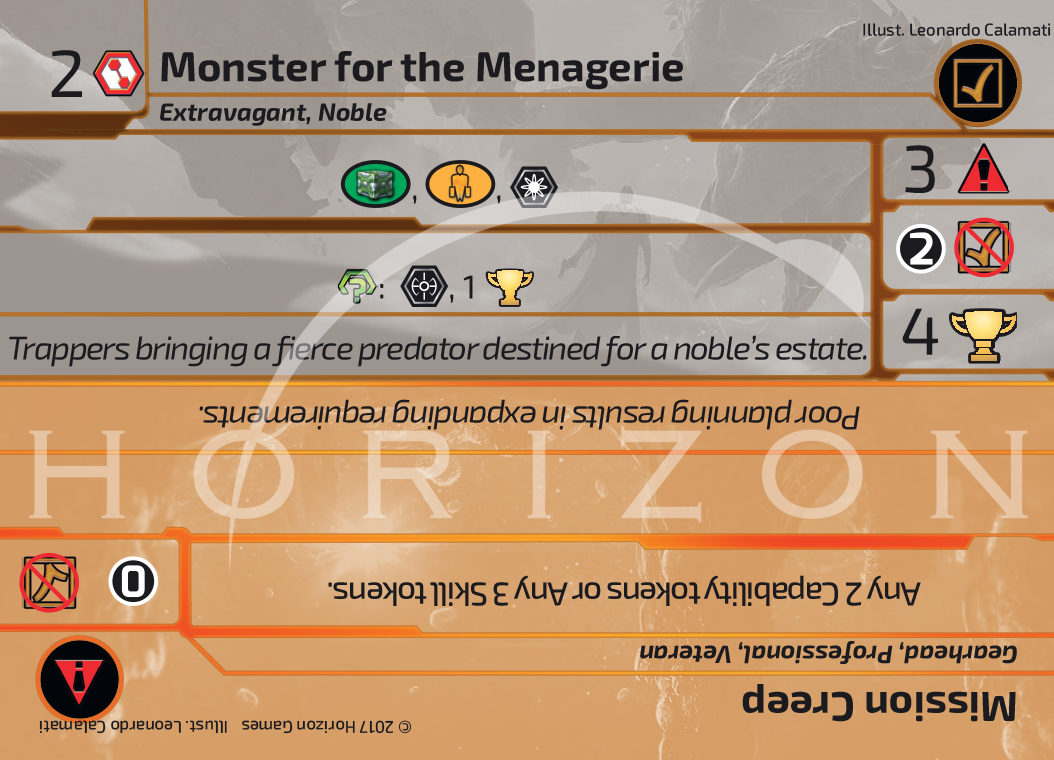 Illust. Leonardo Calamati
2 Monster for the Menagerie
Extravagant, Noble
, ,
3
2
: , 1
4
Trappers bringing a fierce predator destined for a noble's estate.
HORIZON
Mission Creep
Gearhead, Professional, Veteran
Any 2 Capability tokens or Any 3 Skill tokens.
0
Poor planning results in expanding requirements.
© 2017 Horizon Games Illust. Leonardo Calamati